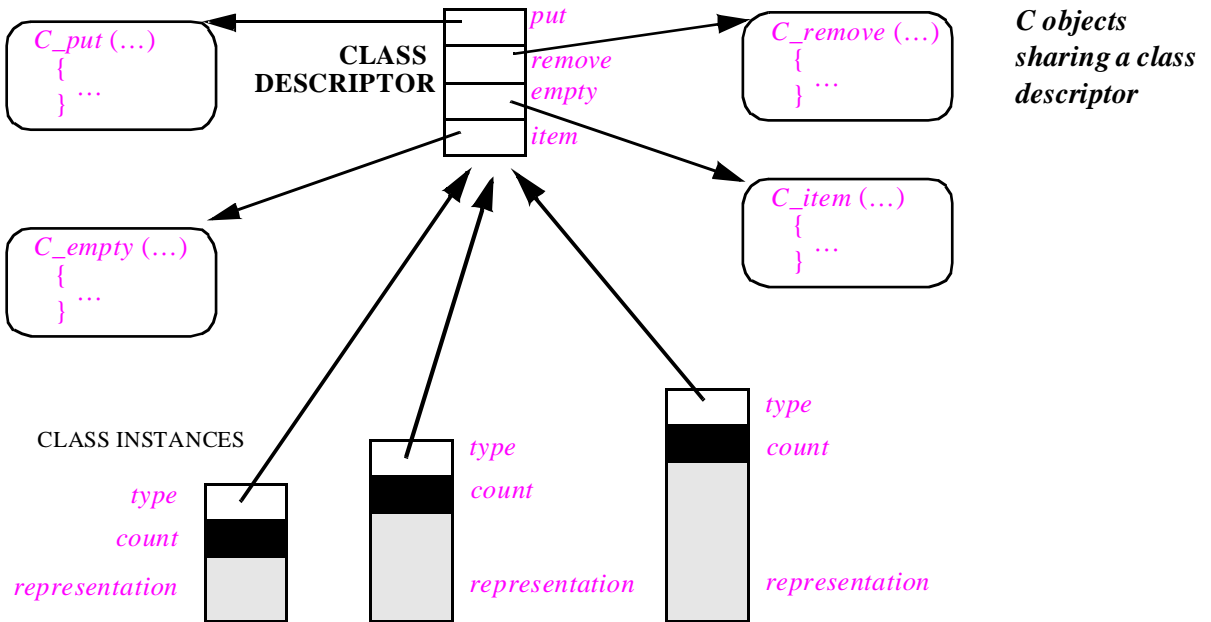 put
C_put (…)
{
…
}
CLASS
DESCRIPTOR
remove
empty
item
C_remove (…)
{
…
}
C objects
sharing a class
descriptor
C_empty (…)
{
…
}
C_item (…)
{
…
}
CLASS INSTANCES
type
count
representation
type
count
representation
type
count
representation